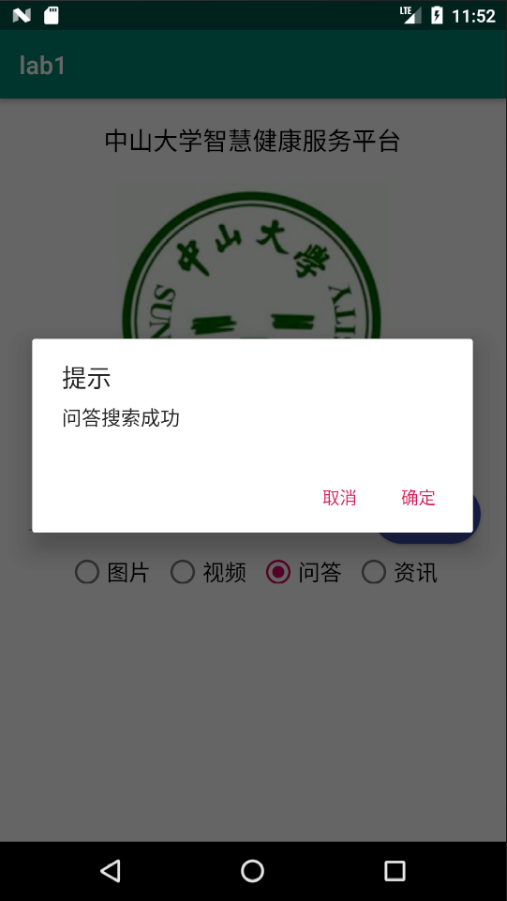 LTE
11:52
lab1
中山大学智慧健康服务平台
中山大學
SUN
ITY
提示
问答搜索成功
取消 确定
图片 视频 问答 资讯